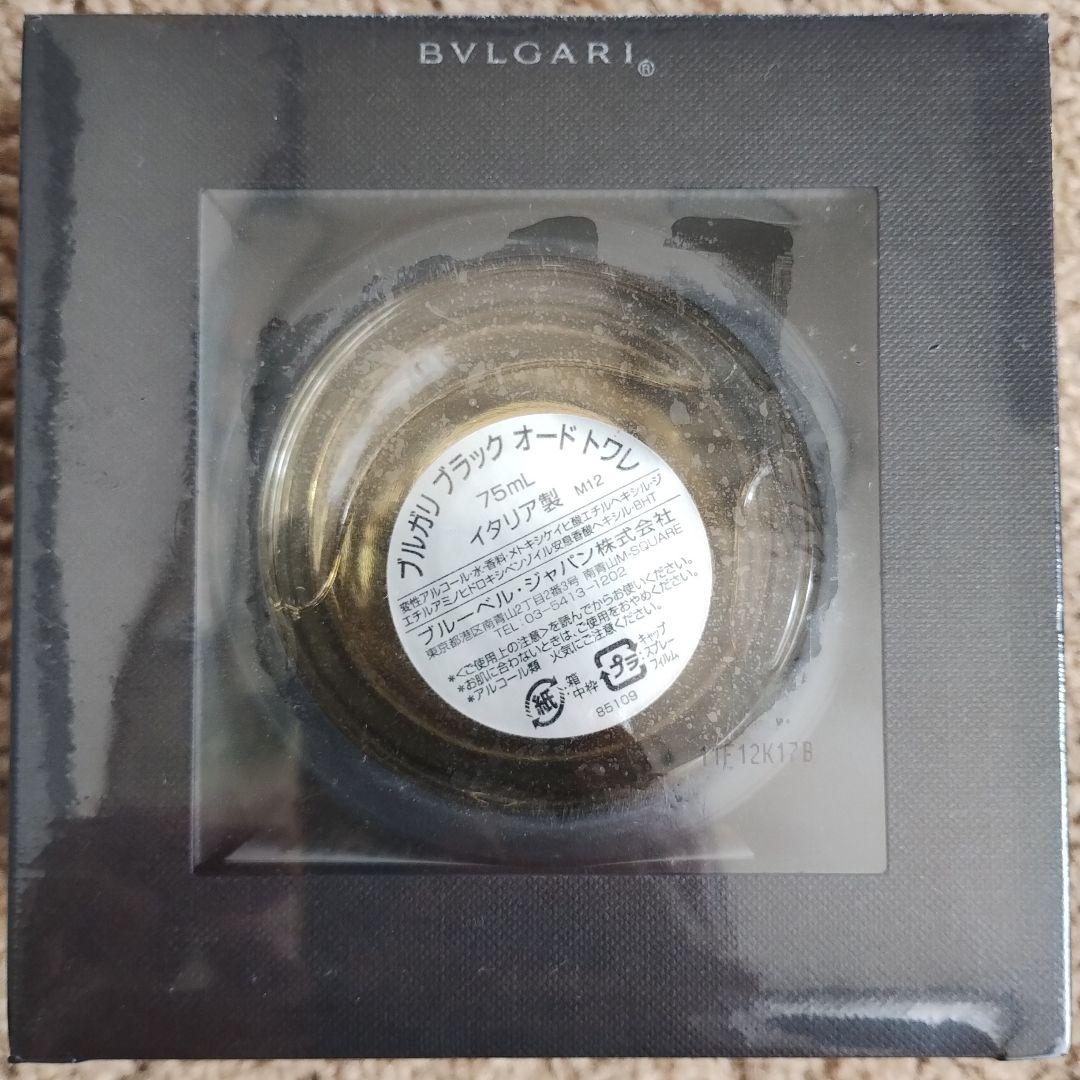 BVLGARI®
ブルガリ ブラック オード トワレ
75mL
イタリア製 M12
変性アルコール・水・香料・メトキシケイヒ酸エチルヘキシル・ジ
エチルアミノヒドロキシベンゾイル安息香酸ヘキシル・BHT
ブルーベル・ジャパン株式会社
東京都港区南青山2丁目2番3号 南青山M-SQUARE
TEL:03-5413-1202
*<ご使用上の注意>を読んでからお使いください。
*お肌に合わないときは、ご使用をおやめください。
*アルコール類 火気にご注意ください。
紙 :箱・中枠
プラ :キャップ・スプレー・フィルム
85109
11F12K17B